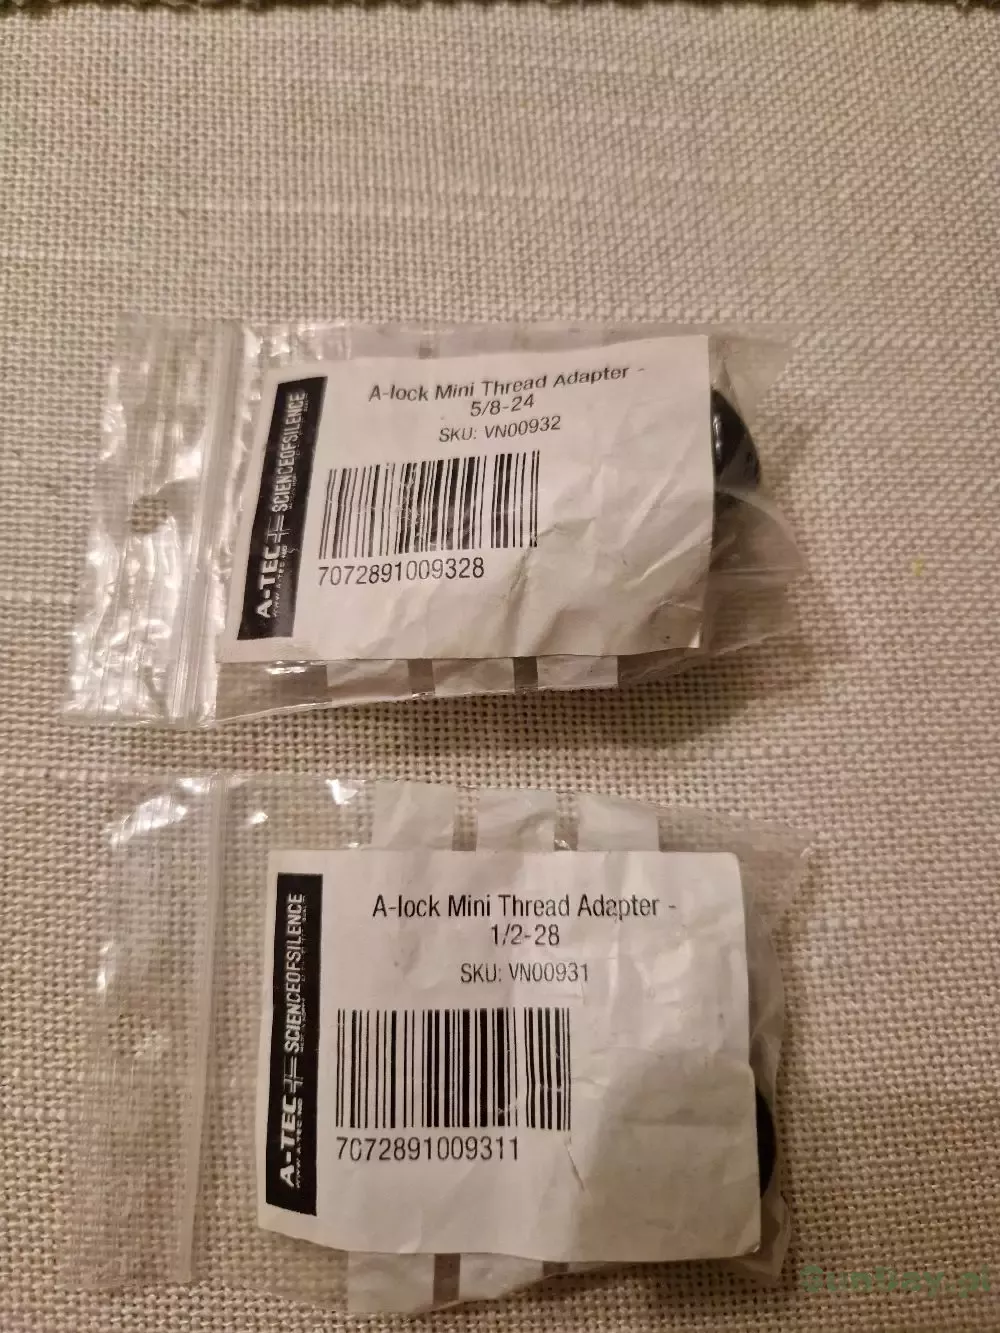 A-lock Mini Thread Adapter -
5/8-24
SKU: VN00932
7072891009328
A-TEC SCIENCEOFSILENCE
A-lock Mini Thread Adapter -
1/2-28
SKU: VN00931
7072891009311
A-TEC SCIENCEOFSILENCE